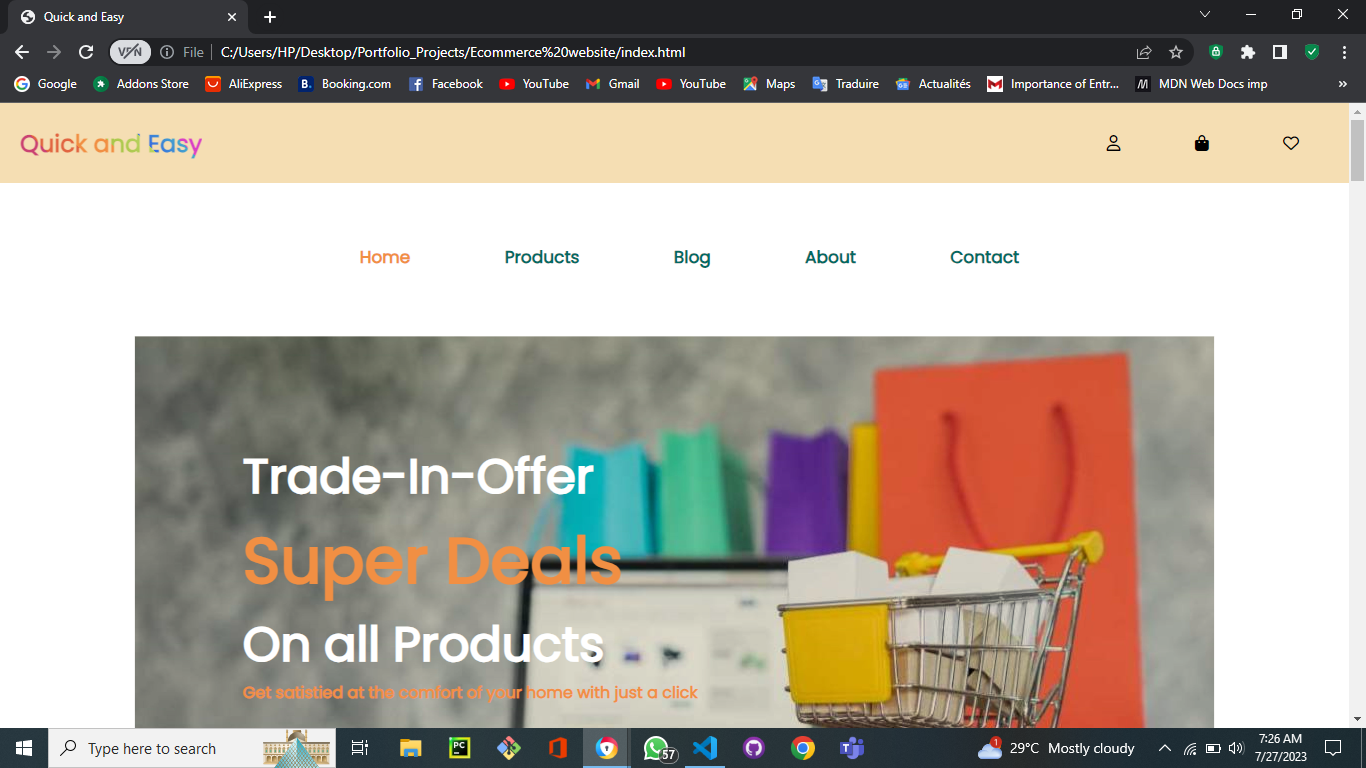 Quick and Easy
VPN
File
C:/Users/HP/Desktop/Portfolio_Projects/Ecommerce%20website/index.html
Google Addons Store AliExpress B. Booking.com Facebook YouTube Gmail YouTube Maps Traduire Actualités Importance of Entr... MDN Web Docs imp »
Quick and Easy
Home Products Blog About Contact
Trade-In-Offer
Super Deals
On all Products
Get satistied at the comfort of your home with just a click
Type here to search
PC
57
1
29°C Mostly cloudy
7:26 AM
7/27/2023